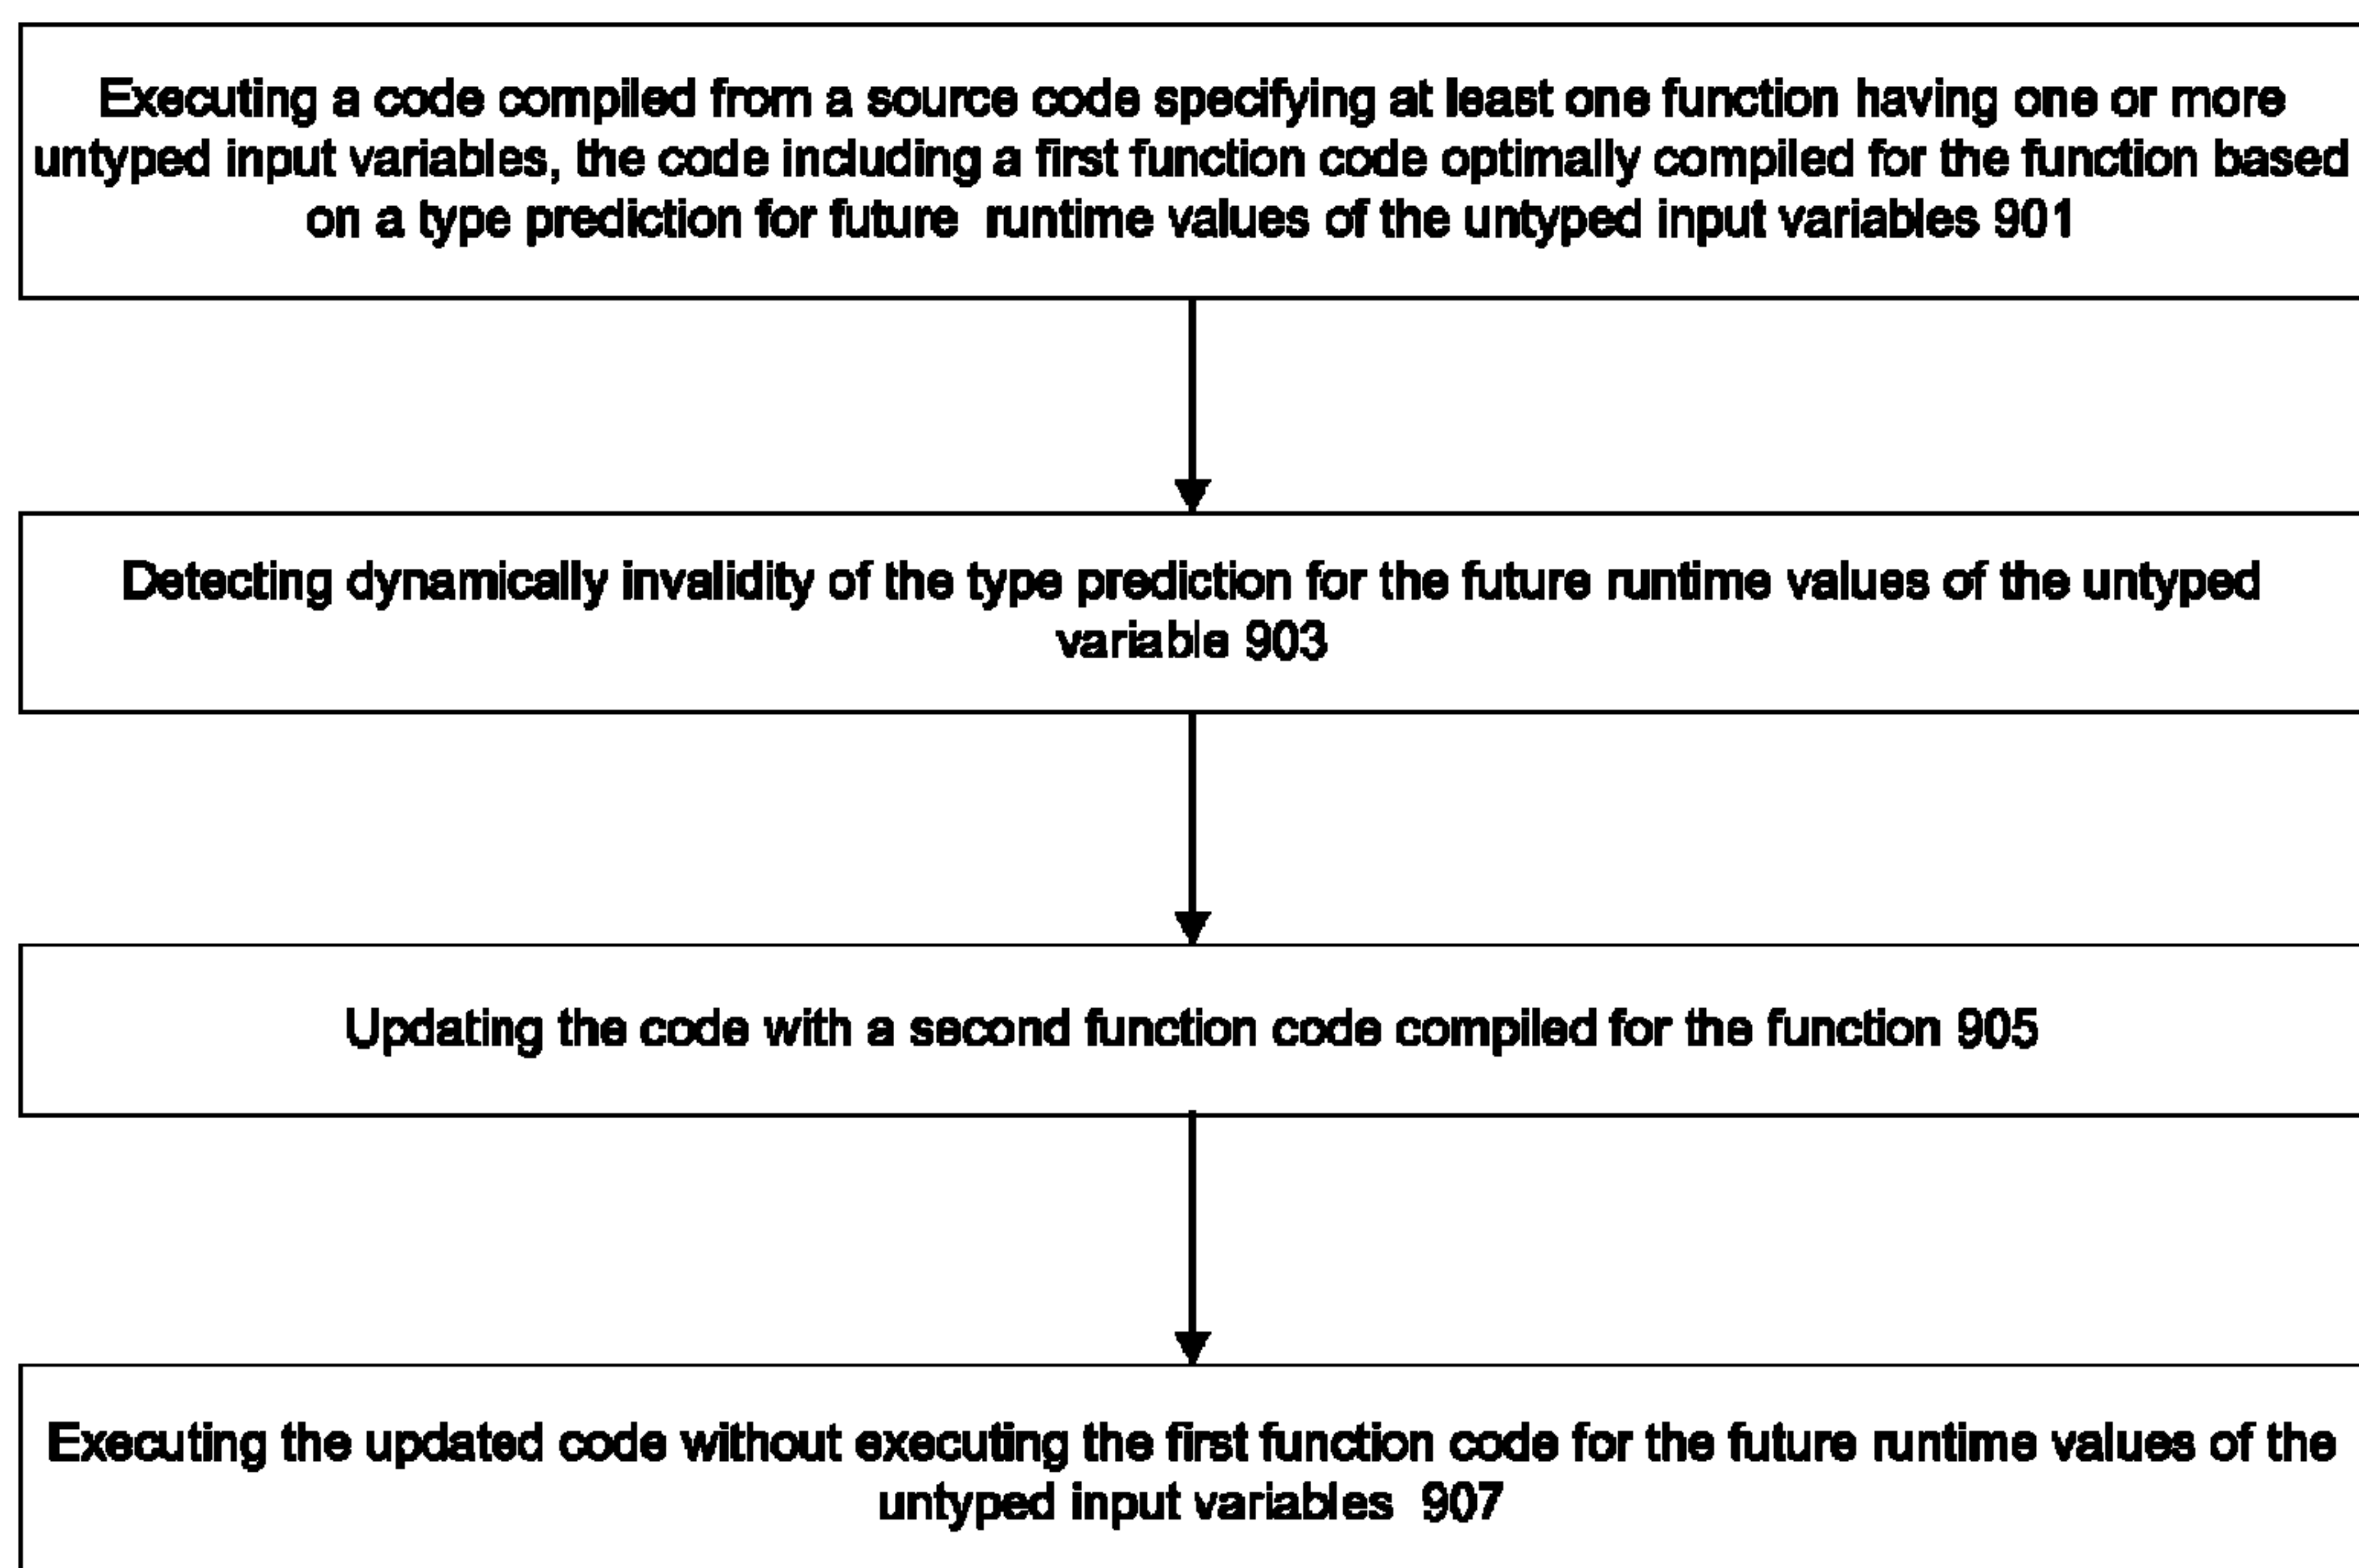 Executing a code compiled from a source code specifying at least one function having one or more
untyped input variables, the code including a first function code optimally compiled for the function based
on a type prediction for future runtime values of the untyped input variables 901
Detecting dynamically invalidity of the type prediction for the future runtime values of the untyped
variable 903
Updating the code with a second function code compiled for the function 905
Executing the updated code without executing the first function code for the future runtime values of the
untyped input variables 907